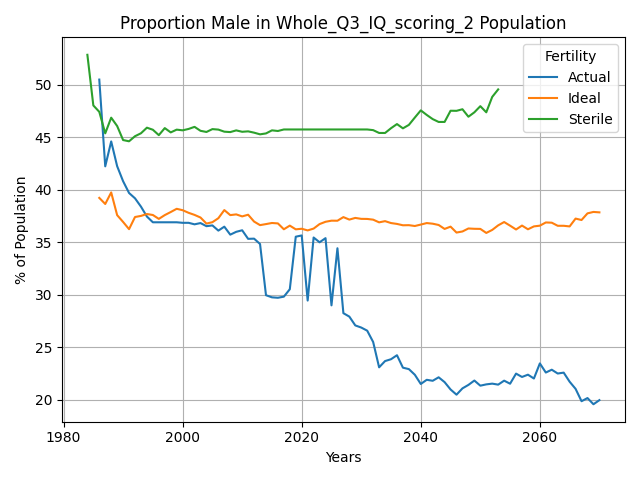 Proportion Male in Whole_Q3_IQ_scoring_2 Population
% of Population
50
45
40
35
30
25
20
Fertility
Actual
Ideal
Sterile
1980
2000
2020
2040
2060
Years